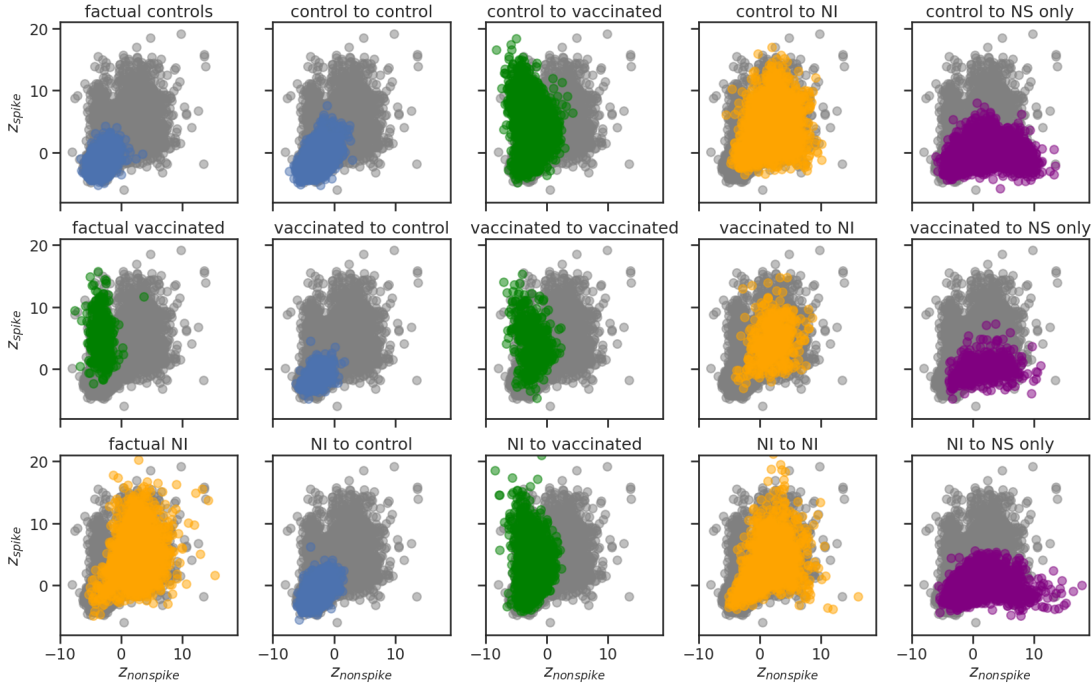 factual controls
control to control
control to vaccinated
control to NI
control to NS only
20
10
0
z_spike
factual vaccinated
vaccinated to control
vaccinated to vaccinated
vaccinated to NI
vaccinated to NS only
20
10
0
z_spike
factual NI
NI to control
NI to vaccinated
NI to NI
NI to NS only
20
10
0
z_spike
−10 0 10
−10 0 10
−10 0 10
−10 0 10
−10 0 10
z_nonspike
z_nonspike
z_nonspike
z_nonspike
z_nonspike